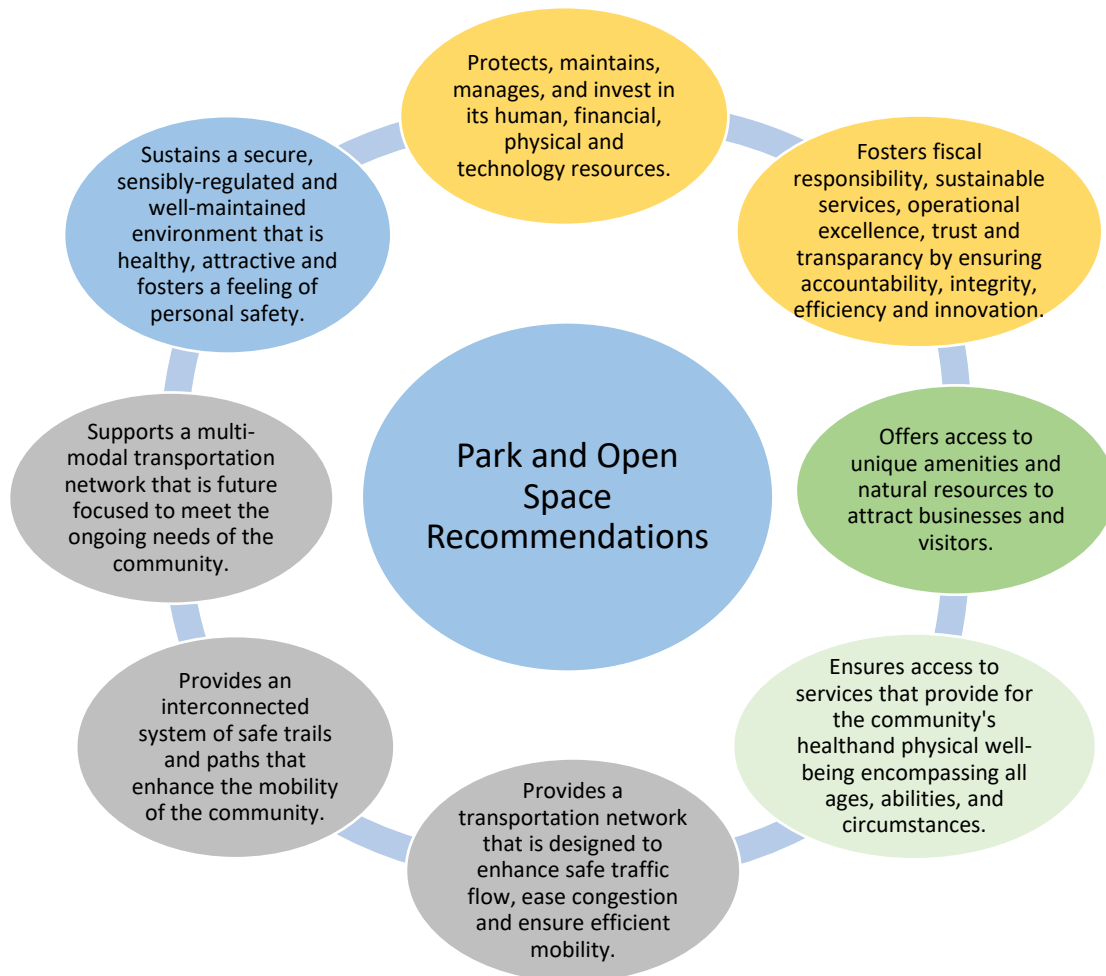 Protects, maintains,
manages, and invest in
its human, financial,
physical and
technology resources.
Fosters fiscal
responsibility, sustainable
services, operational
excellence, trust and
transparancy by ensuring
accountability, integrity,
efficiency and innovation.
Offers access to
unique amenities and
natural resources to
attract businesses and
visitors.
Ensures access to
services that provide for
the community's
healthand physical well-
being encompassing all
ages, abilities, and
circumstances.
Provides a
transportation network
that is designed to
enhance safe traffic
flow, ease congestion
and ensure efficient
mobility.
Provides an
interconnected
system of safe trails
and paths that
enhance the mobility
of the community.
Supports a multi-
modal transportation
network that is future
focused to meet the
ongoing needs of the
community.
Sustains a secure,
sensibly-regulated and
well-maintained
environment that is
healthy, attractive and
fosters a feeling of
personal safety.
Park and Open
Space
Recommendations